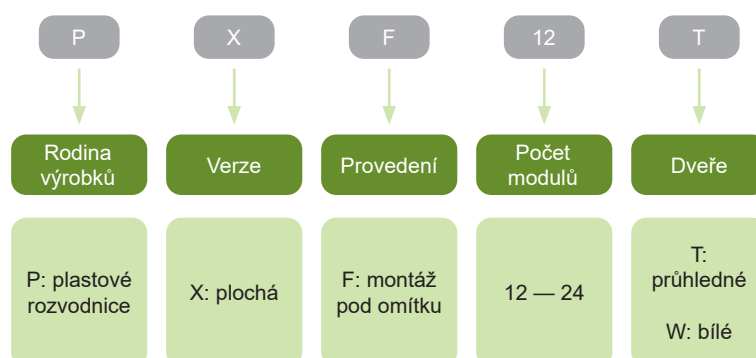 P
X
F
12
T
Rodina
výrobků
Verze
Provedení
Počet
modulů
Dveře
P: plastové
rozvodnice
X: plochá
F: montáž
pod omítku
12 — 24
T:
průhledné
W: bílé